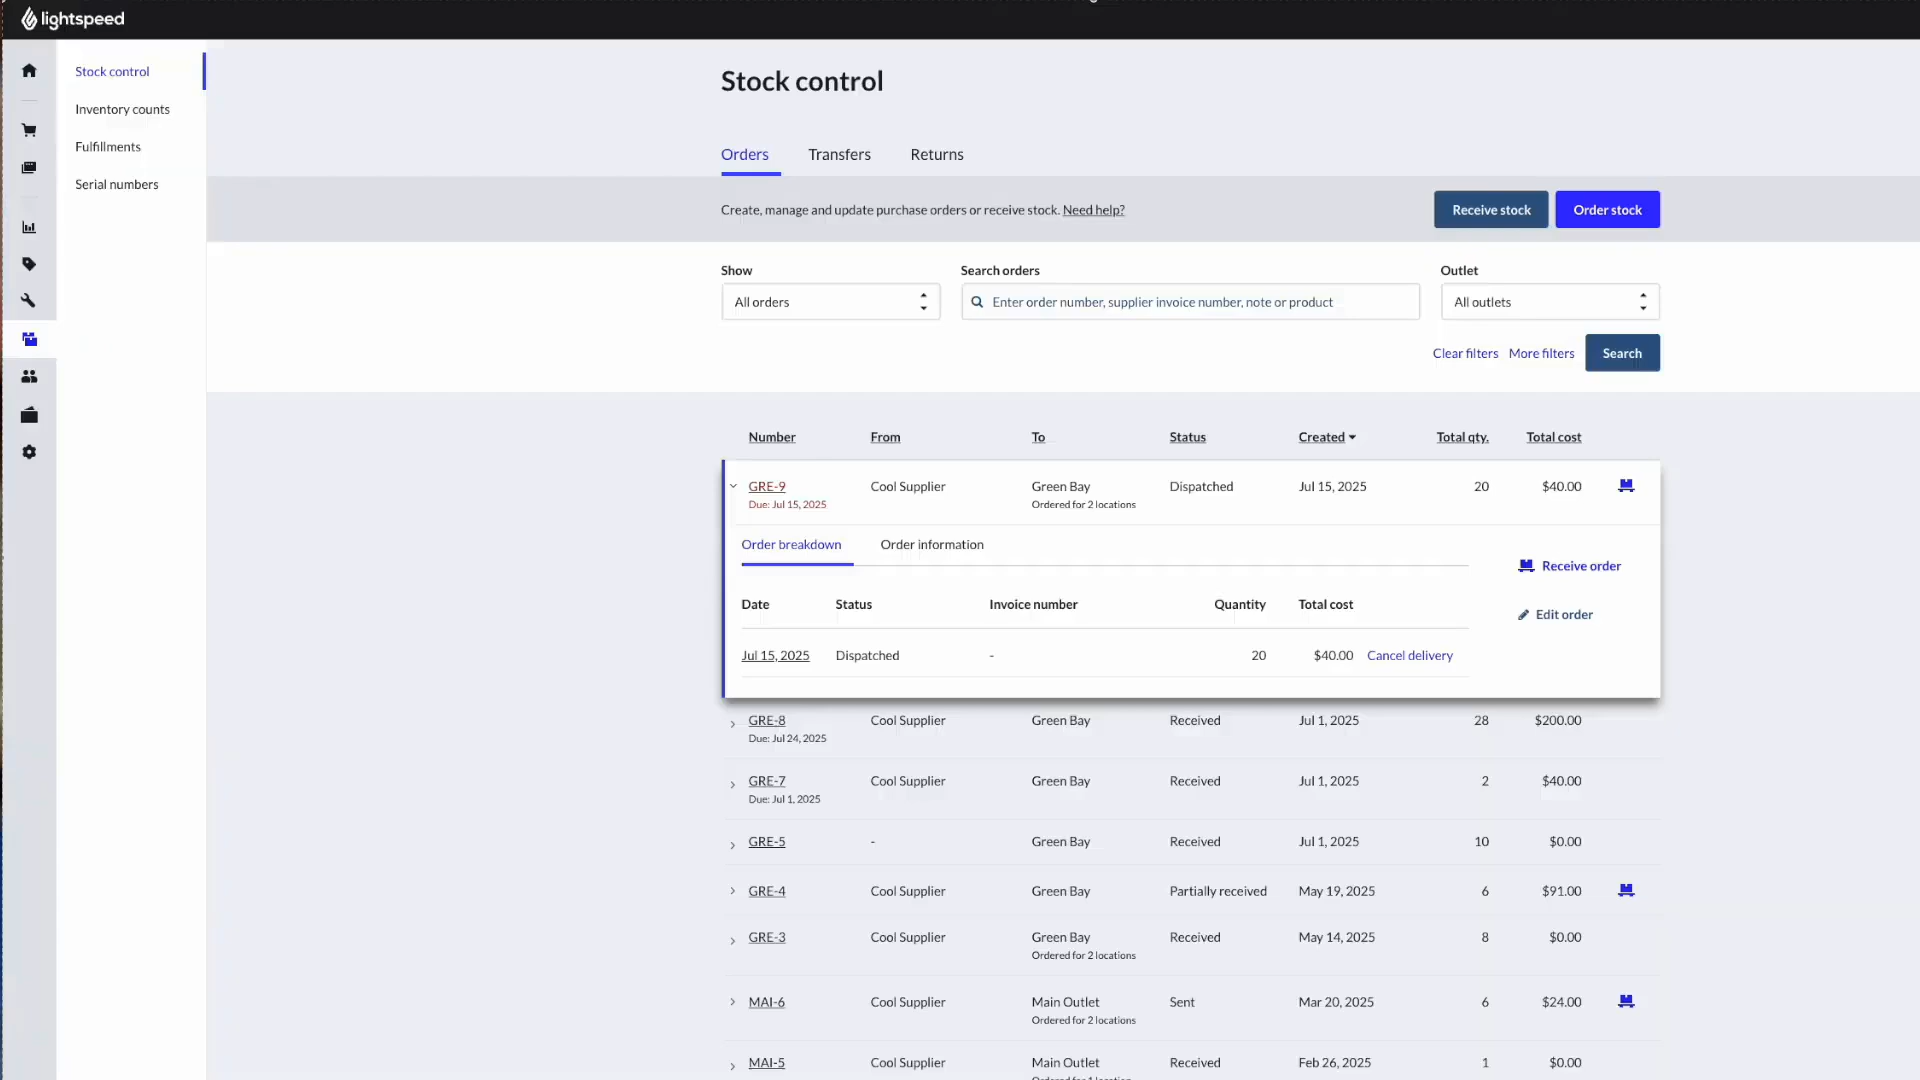 lightspeed
Stock control
Inventory counts
Fulfillments
Serial numbers
Stock control
Orders Transfers Returns
Create, manage and update purchase orders or receive stock. Need help?
Receive stock Order stock
Show Search orders Outlet
All orders Enter order number, supplier invoice number, note or product All outlets
Clear filters More filters Search
Number From To Status Created Total qty. Total cost
GRE-9 Cool Supplier Green Bay Dispatched Jul 15, 2025 20 $40.00
Due: Jul 15, 2025 Ordered for 2 locations
Order breakdown Order information
Receive order
Date Status Invoice number Quantity Total cost
Edit order
Jul 15, 2025 Dispatched - 20 $40.00 Cancel delivery
GRE-8 Cool Supplier Green Bay Received Jul 1, 2025 28 $200.00
Due: Jul 24, 2025
GRE-7 Cool Supplier Green Bay Received Jul 1, 2025 2 $40.00
Due: Jul 1, 2025
GRE-5 - Green Bay Received Jul 1, 2025 10 $0.00
GRE-4 Cool Supplier Green Bay Partially received May 19, 2025 6 $91.00
GRE-3 Cool Supplier Green Bay Received May 14, 2025 8 $0.00
Ordered for 2 locations
MAI-6 Cool Supplier Main Outlet Sent Mar 20, 2025 6 $24.00
Ordered for 2 locations
MAI-5 Cool Supplier Main Outlet Received Feb 26, 2025 1 $0.00